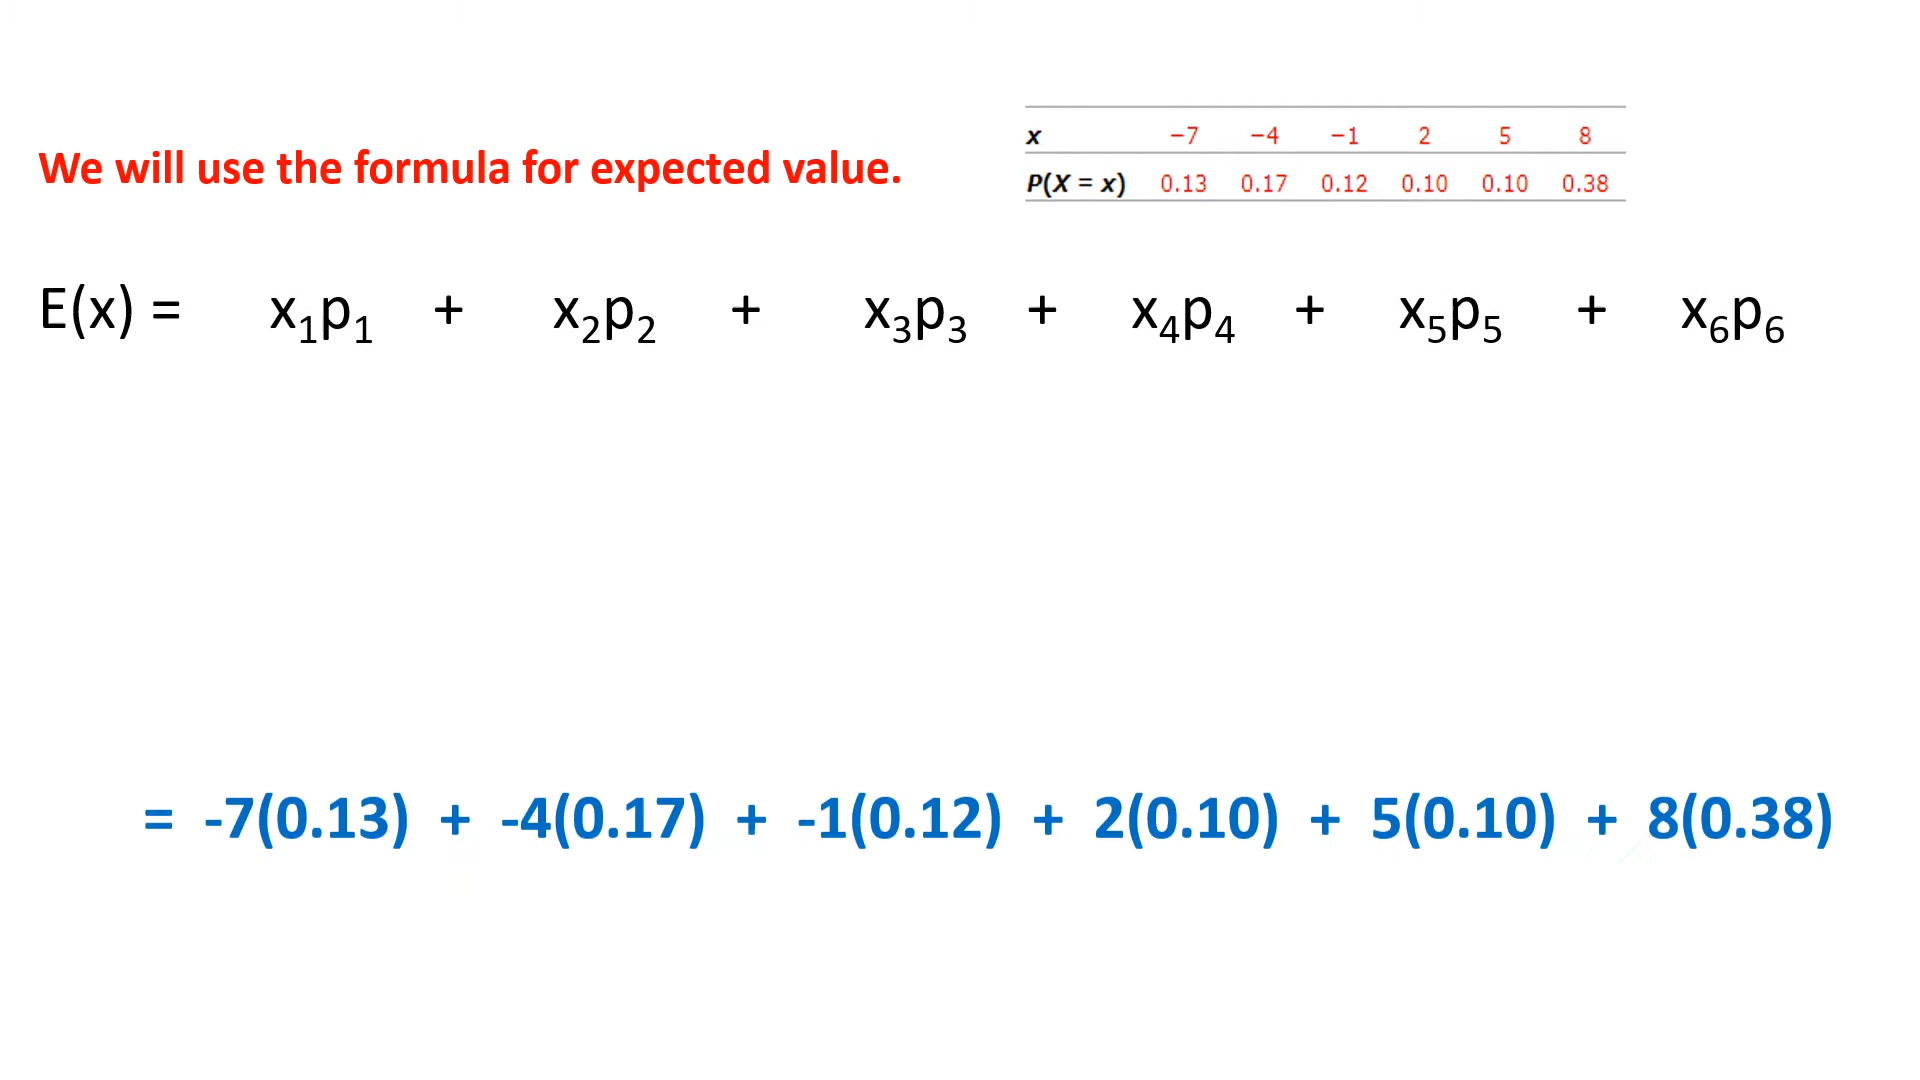 We will use the formula for expected value.
x −7 −4 −1 2 5 8
P(X = x) 0.13 0.17 0.12 0.10 0.10 0.38
E(x) = x₁p₁ + x₂p₂ + x₃p₃ + x₄p₄ + x₅p₅ + x₆p₆
= -7(0.13) + -4(0.17) + -1(0.12) + 2(0.10) + 5(0.10) + 8(0.38)